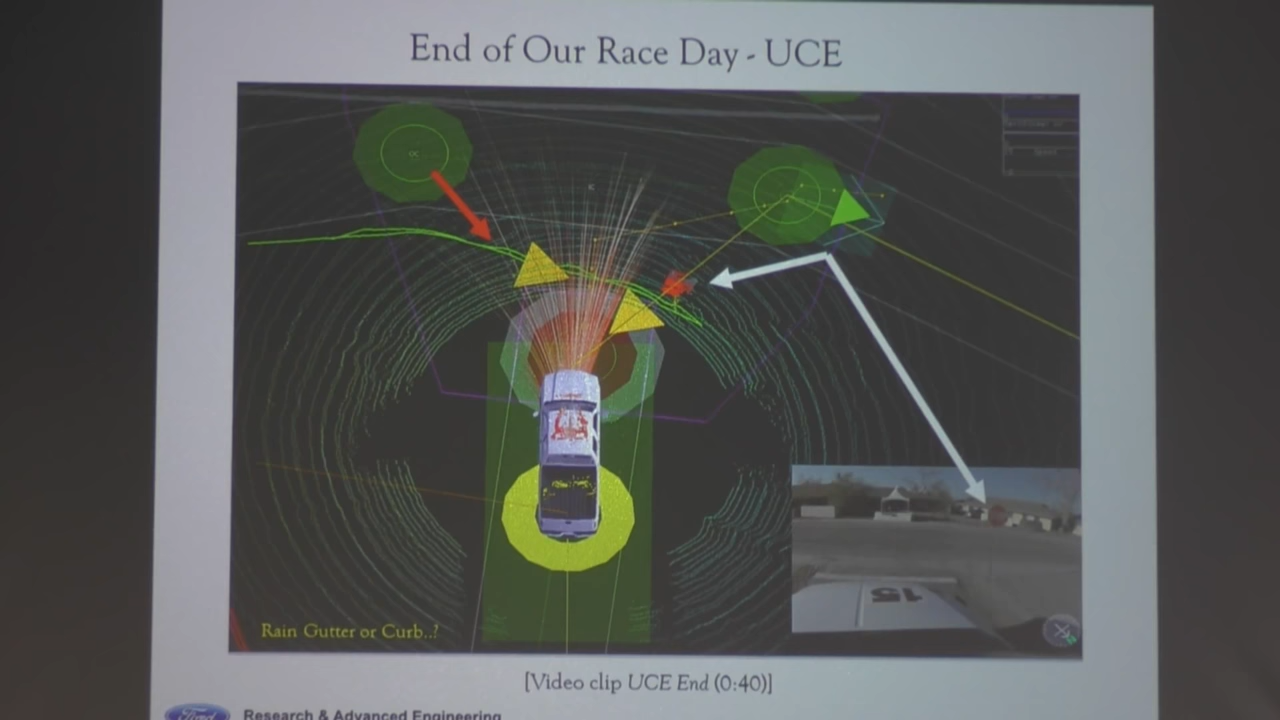 End of Our Race Day - UCE
15
Rain Gutter or Curb..?
[Video clip UCE End (0:40)]
Ford
Research & Advanced Engineering